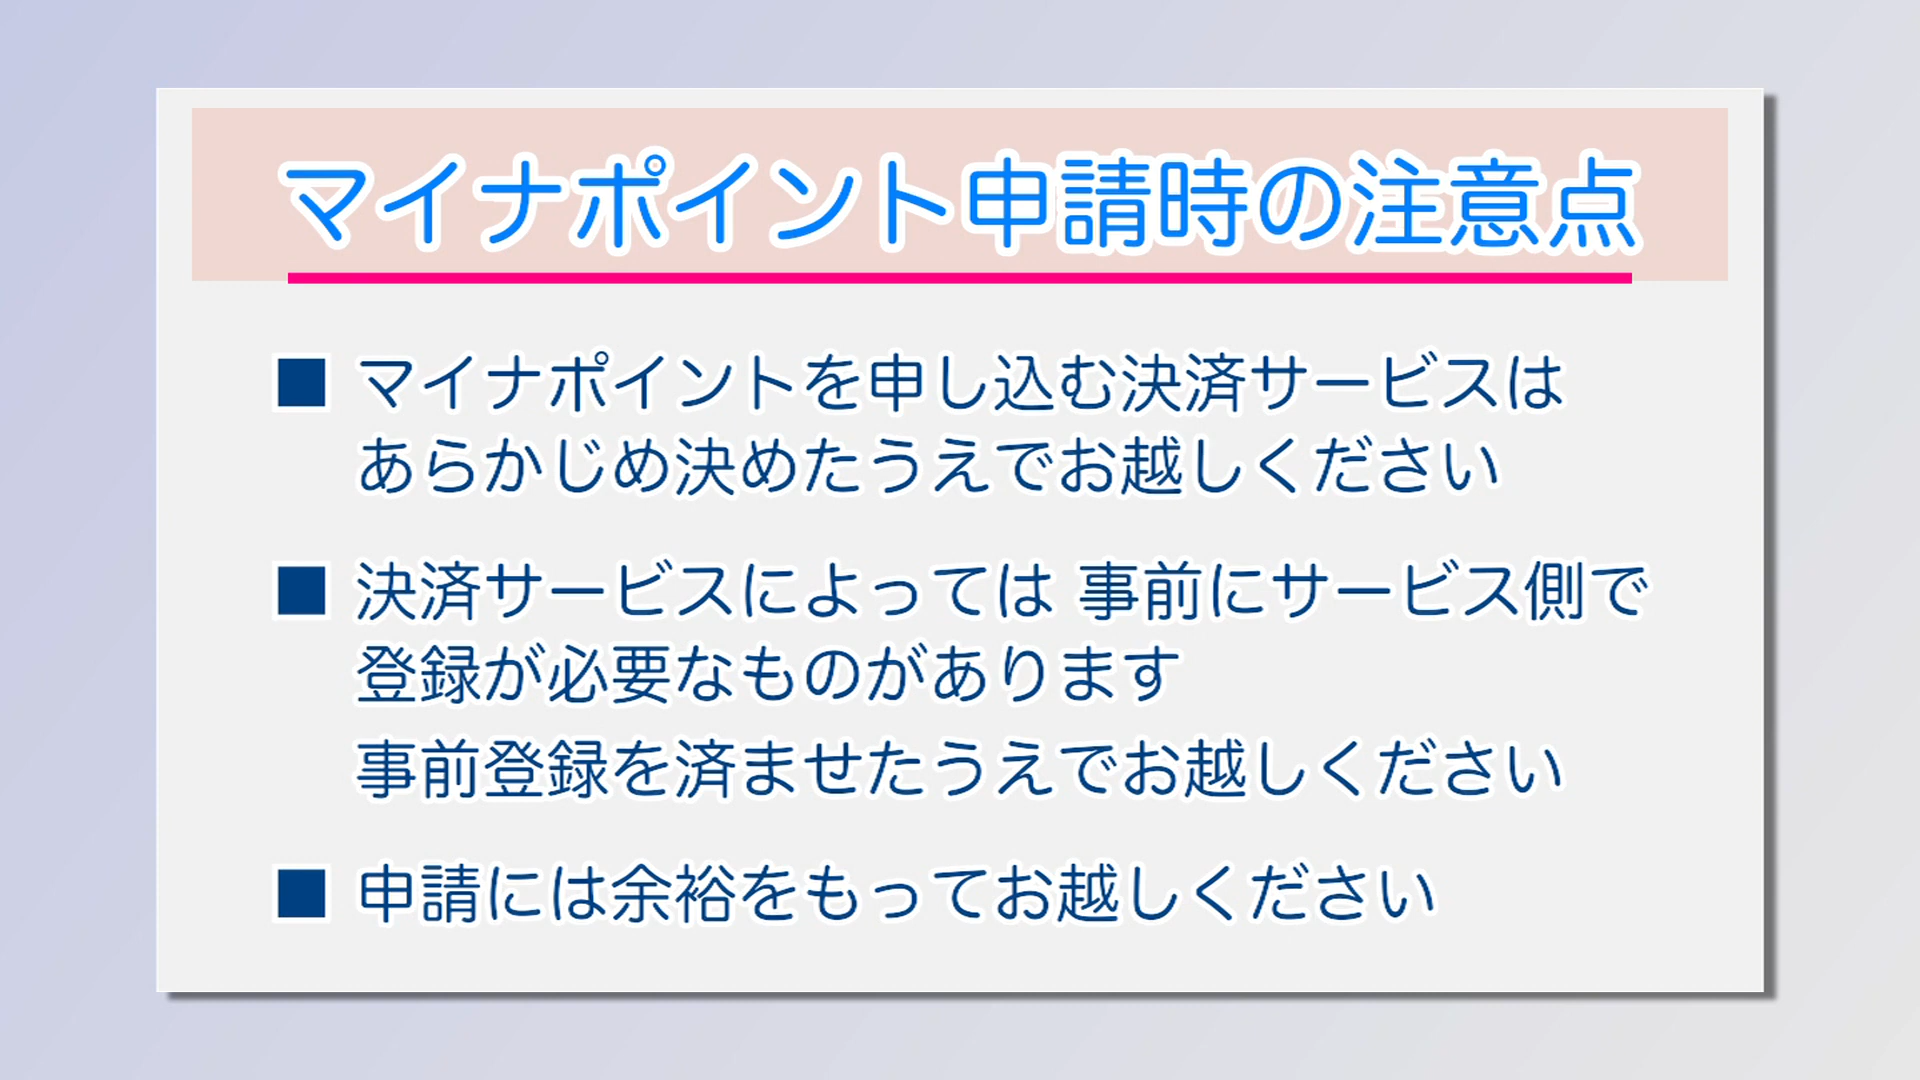 マイナポイント申請時の注意点
■ マイナポイントを申し込む決済サービスは
あらかじめ決めたうえでお越しください
■ 決済サービスによっては 事前にサービス側で
登録が必要なものがあります
事前登録を済ませたうえでお越しください
■ 申請には余裕をもってお越しください